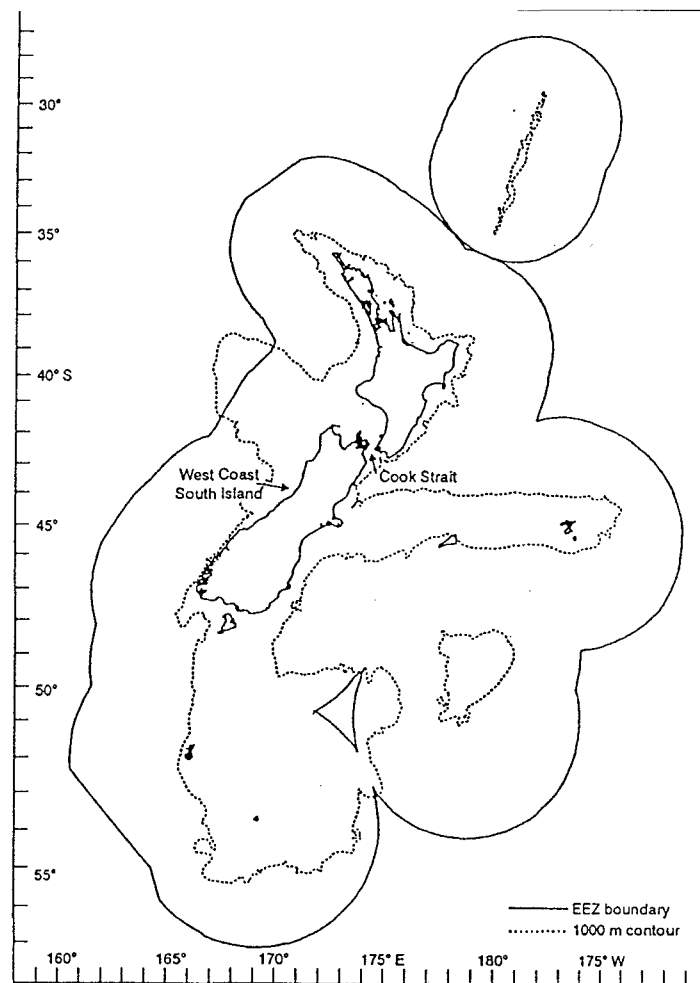 30°
35°
40° S
West Coast
South Island
Cook Strait
45°
50°
55°
EEZ boundary
1000 m contour
160° 165° 170° 175° E 180° 175° W